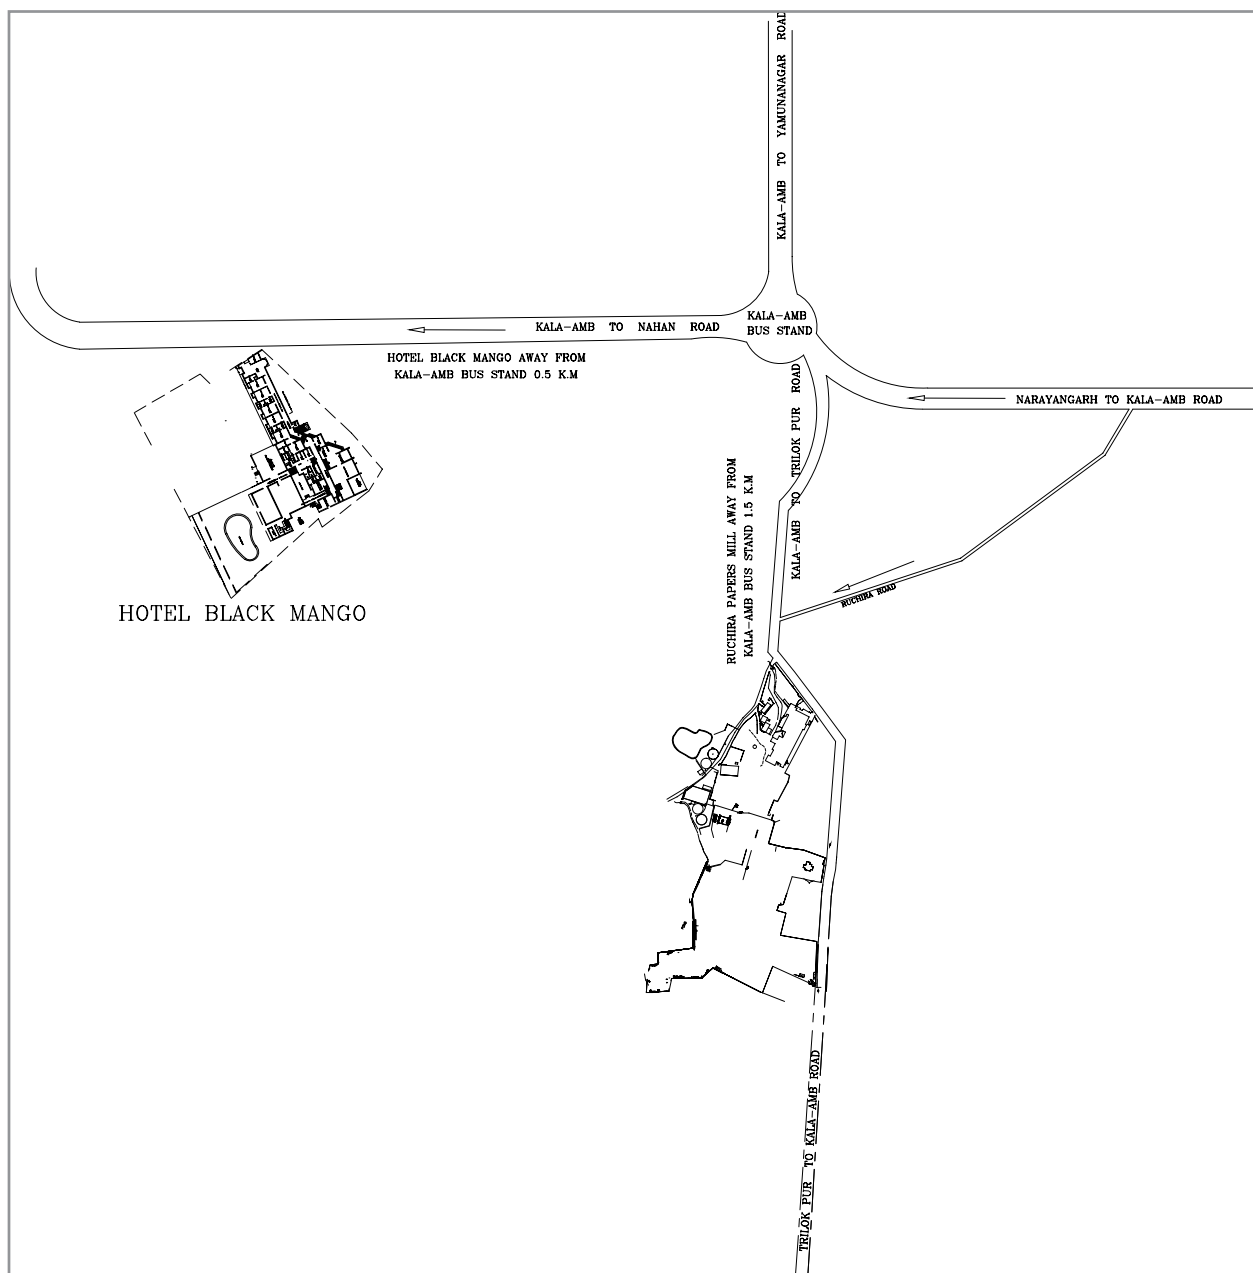 KALA-AMB TO YAMUNANAGAR ROAD
KALA-AMB
BUS STAND
KALA-AMB TO NAHAN ROAD
HOTEL BLACK MANGO AWAY FROM
KALA-AMB BUS STAND 0.5 K.M
NARAYANGARH TO KALA-AMB ROAD
KALA-AMB TO TRILOK PUR ROAD
RUCHIRA PAPERS MILL AWAY FROM
KALA-AMB BUS STAND 1.5 K.M
RUCHIRA ROAD
HOTEL BLACK MANGO
TRILOK PUR TO KALA-AMB ROAD